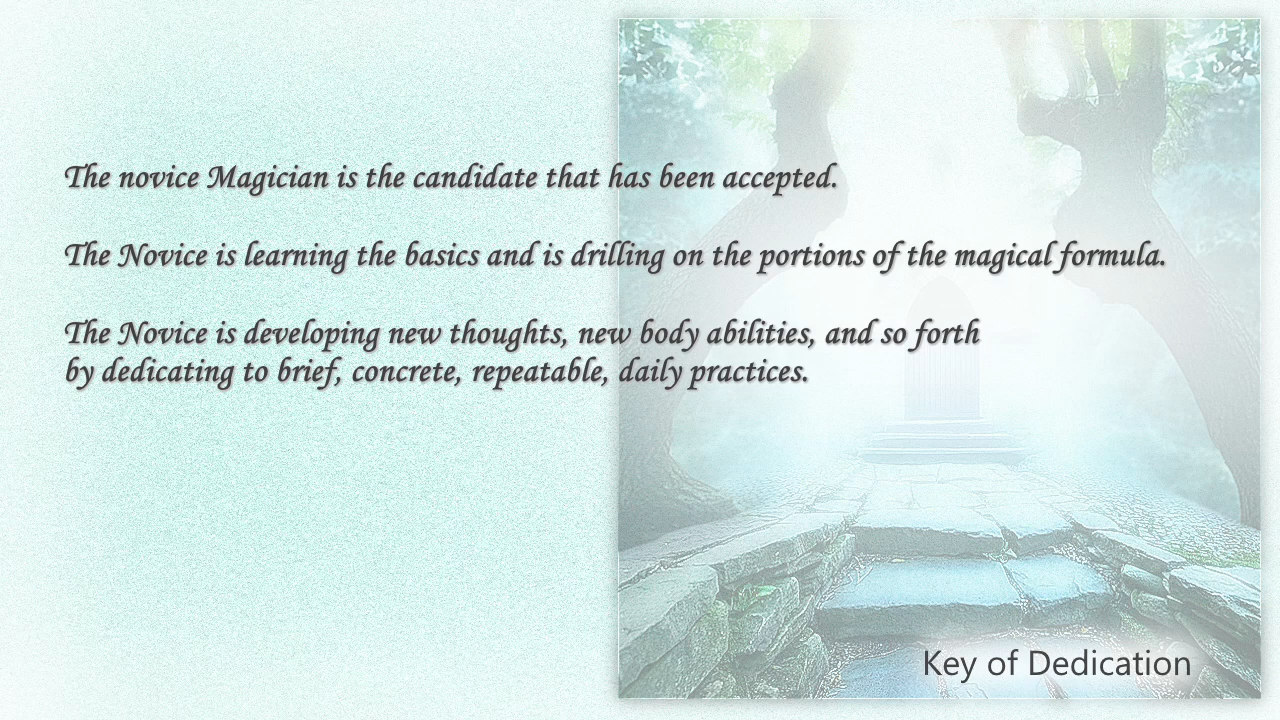 The novice Magician is the candidate that has been accepted.
The Novice is learning the basics and is drilling on the portions of the magical formula.
The Novice is developing new thoughts, new body abilities, and so forth
by dedicating to brief, concrete, repeatable, daily practices.
Key of Dedication